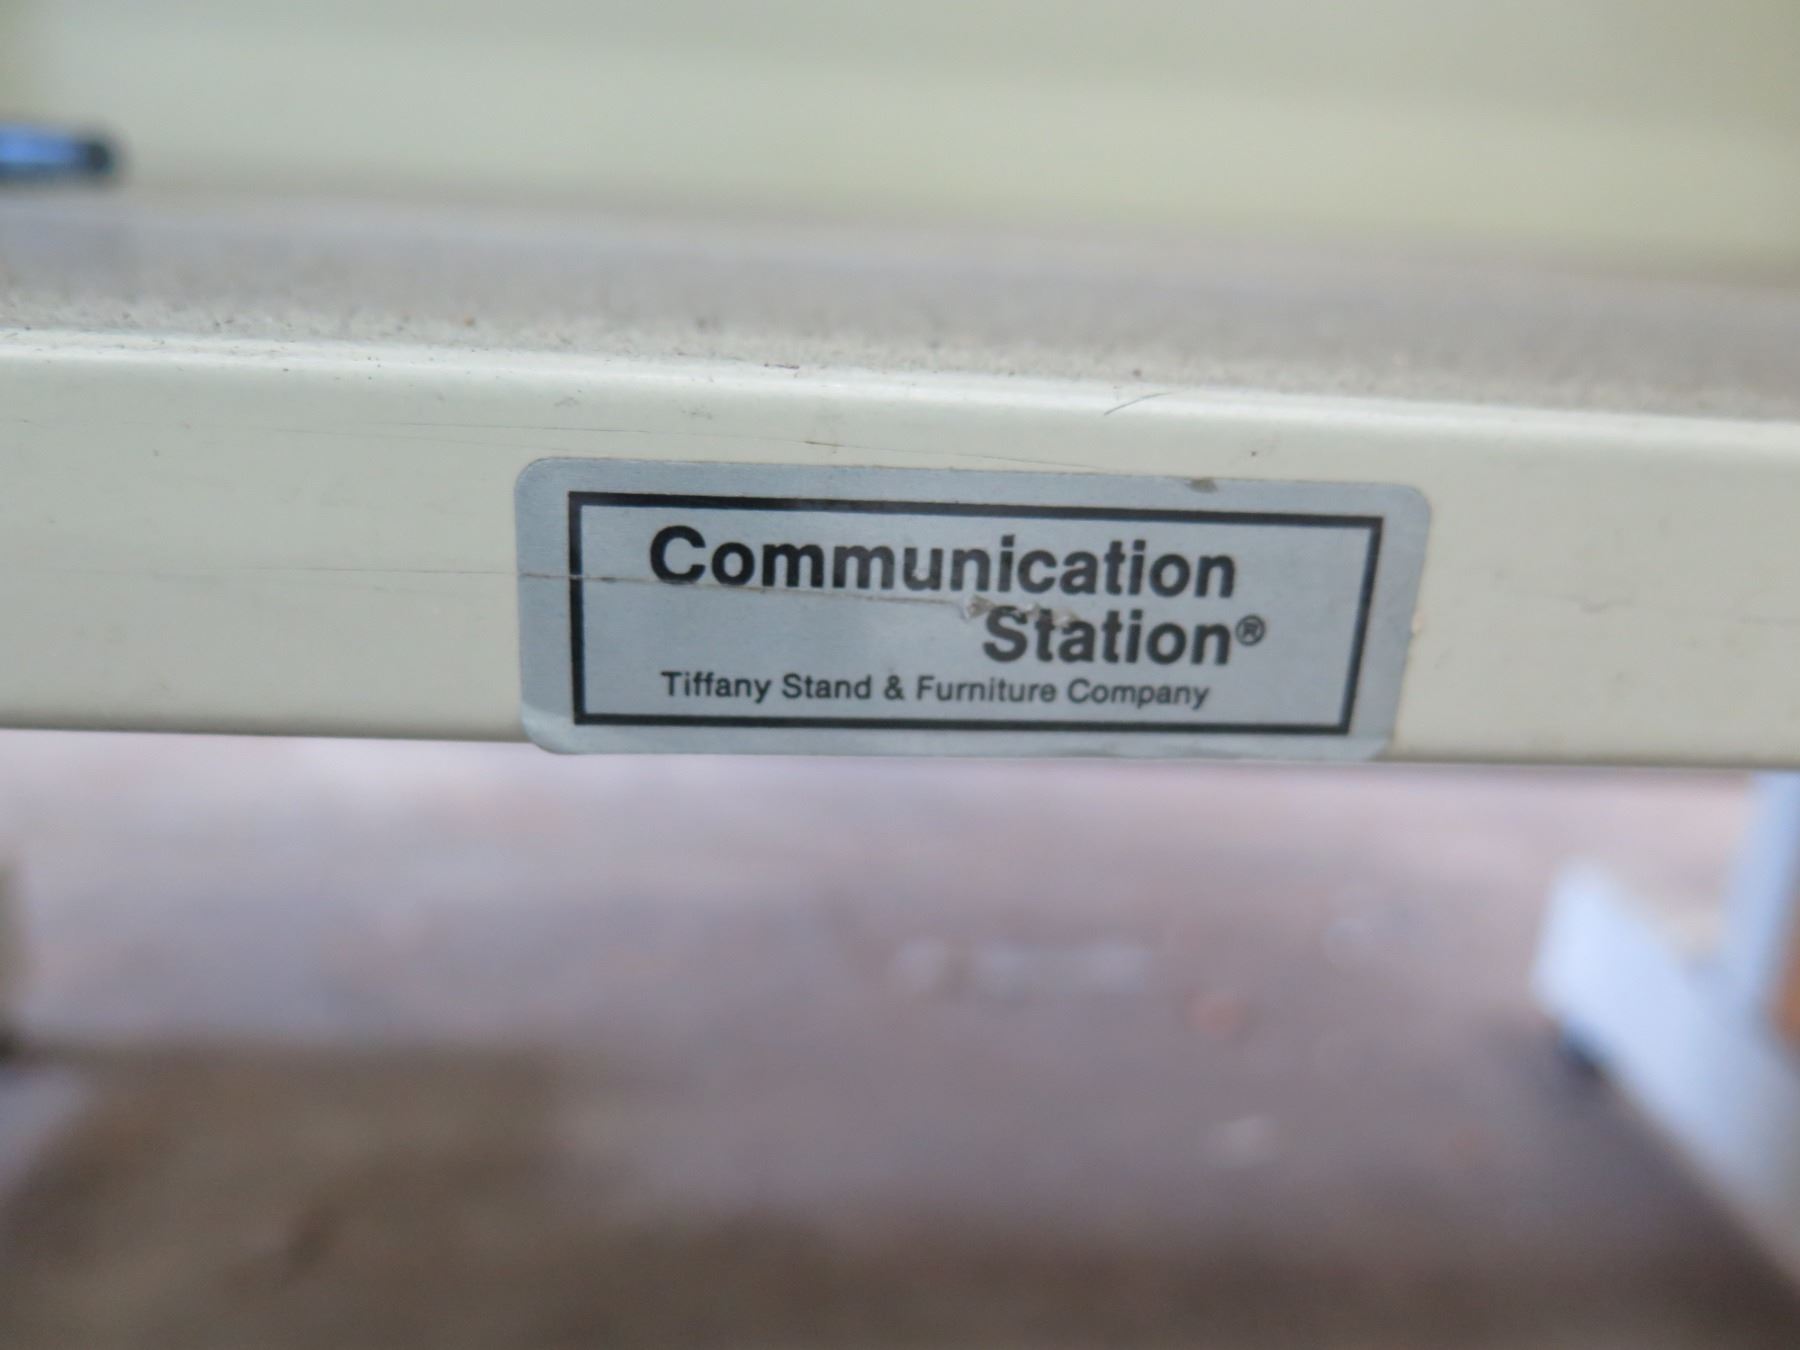 Communication
Station®
Tiffany Stand & Furniture Company